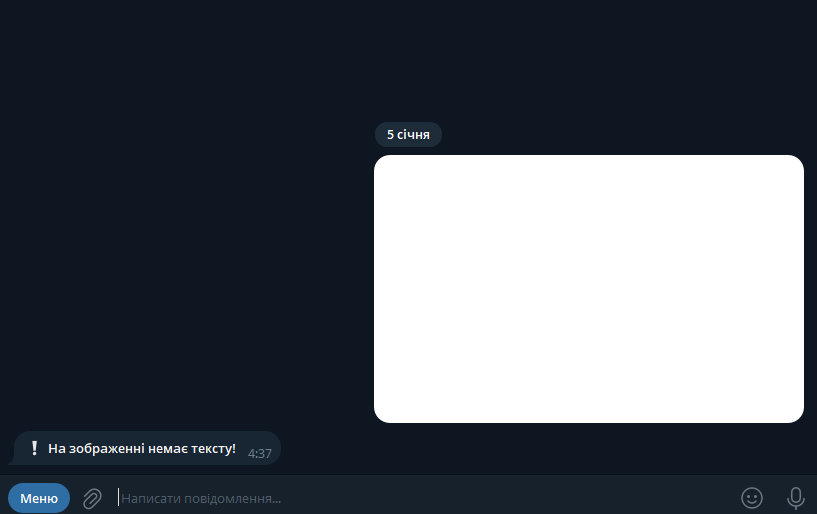 5 січня
❗ На зображенні немає тексту! 4:37
Меню Написати повідомлення...